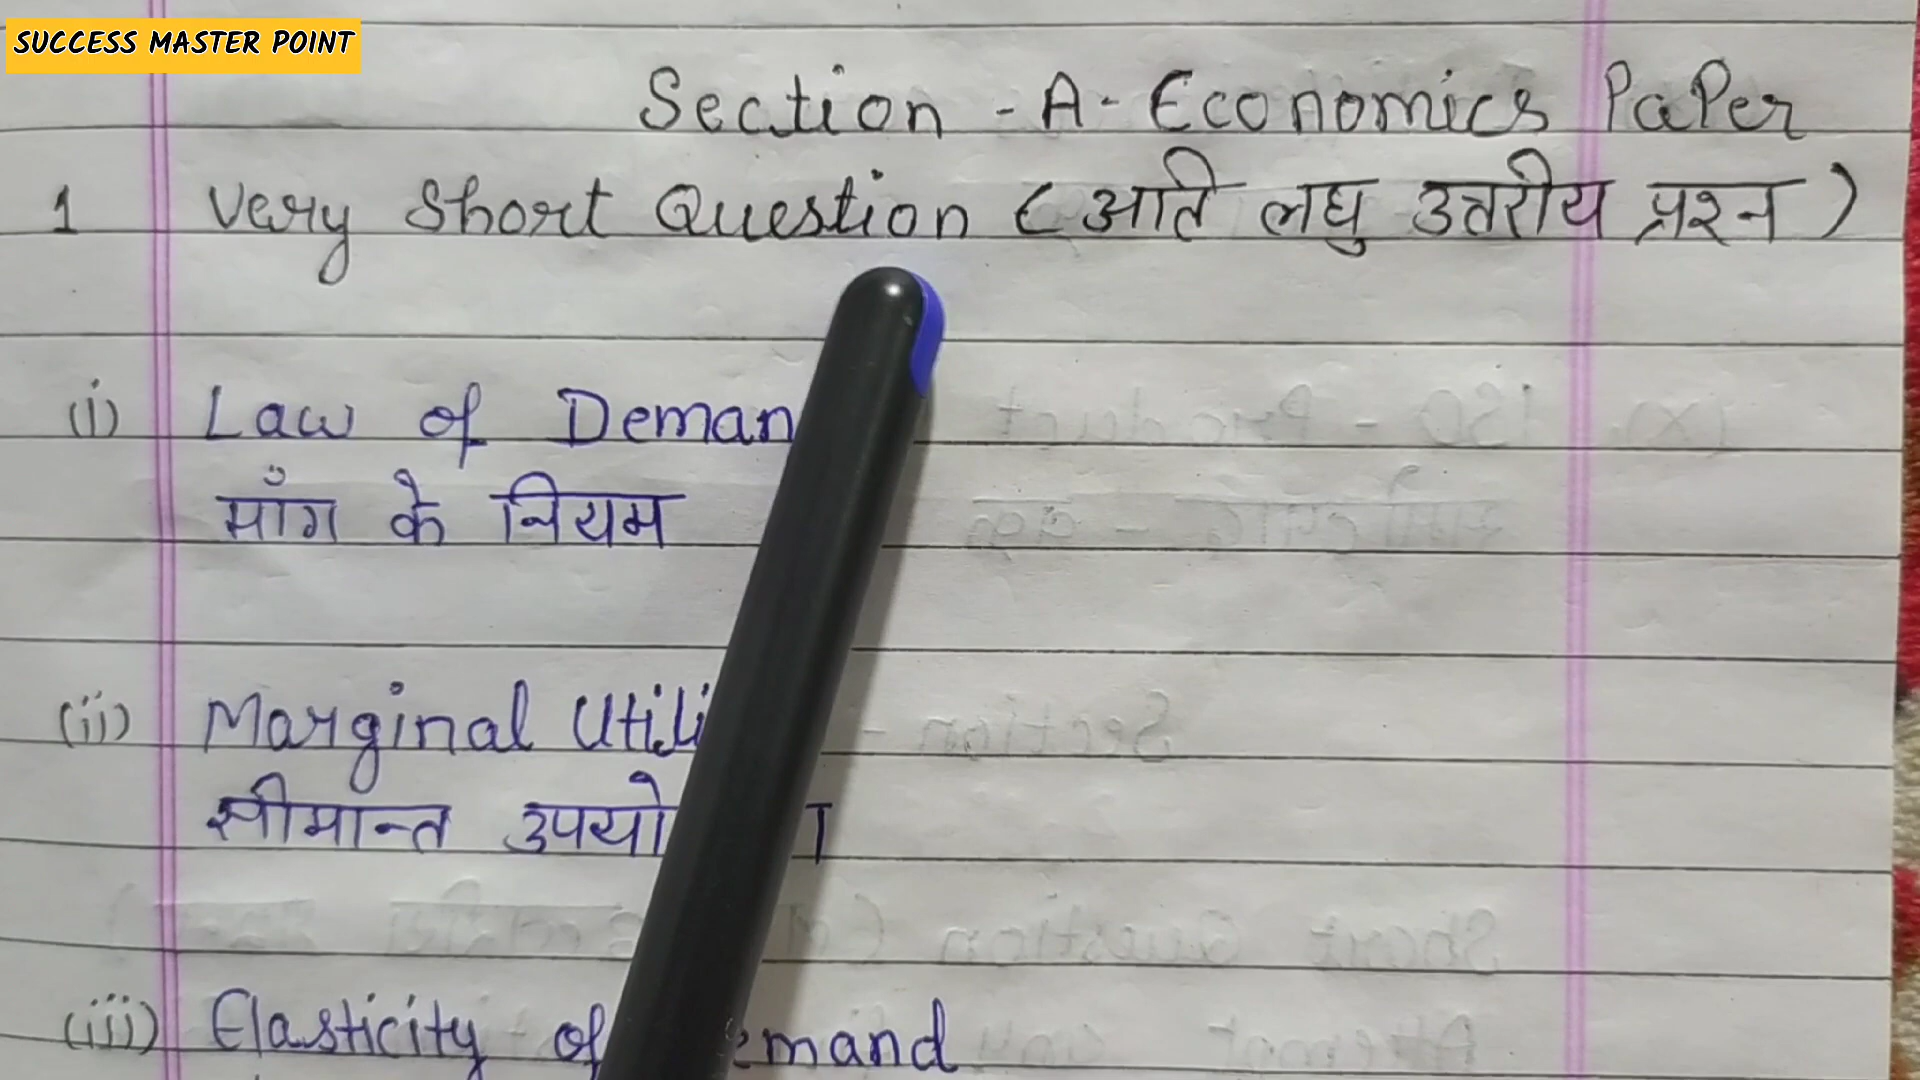 SUCCESS MASTER POINT
Section - A - Economics PaPer
1 Very Short Question (अति लघु उत्तरीय प्रश्न)
(i) Law of Deman
माँग के नियम
(ii) Marginal Utili
सीमान्त उपयो
(iii) Elasticity of emand